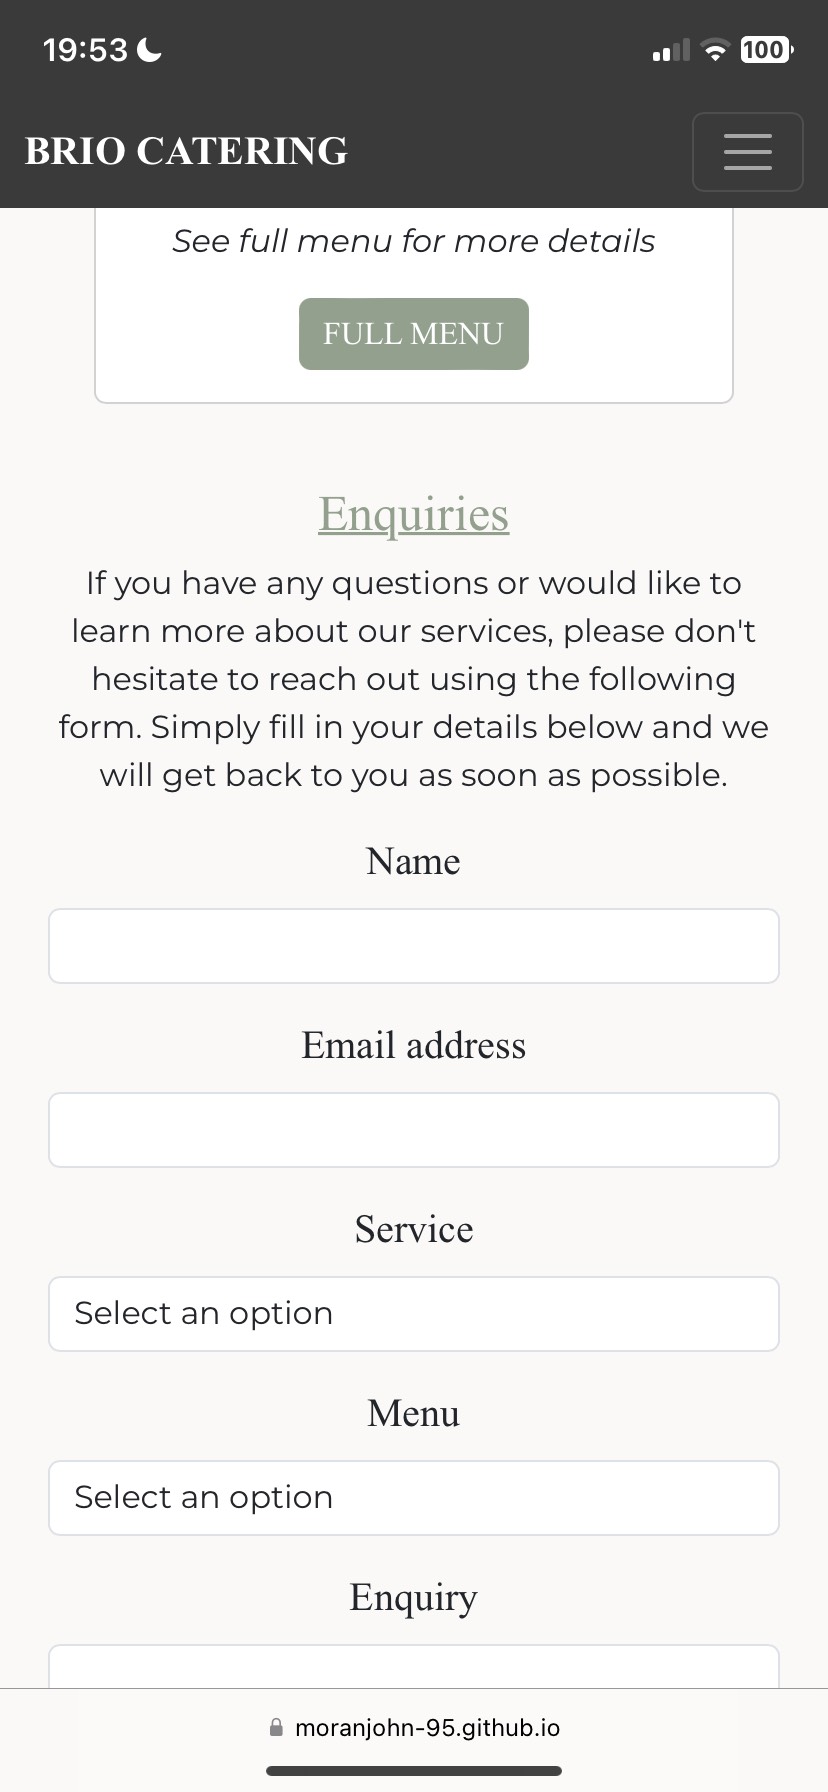 19:53
100
BRIO CATERING
See full menu for more details
FULL MENU
Enquiries
If you have any questions or would like to
learn more about our services, please don't
hesitate to reach out using the following
form. Simply fill in your details below and we
will get back to you as soon as possible.
Name
Email address
Service
Select an option
Menu
Select an option
Enquiry
moranjohn-95.github.io